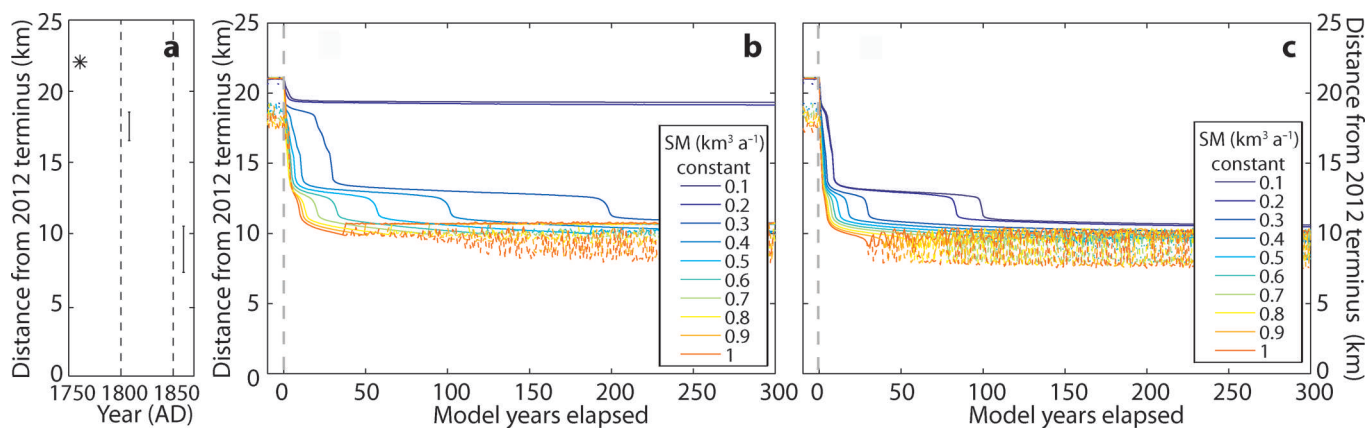 a
Distance from 2012 terminus (km)
25
20
15
10
5
0
1750 1800 1850
Year (AD)
b
Distance from 2012 terminus (km)
25
20
15
10
5
0
0 50 100 150 200 250 300
Model years elapsed
SM (km³ a⁻¹)
constant
0.1
0.2
0.3
0.4
0.5
0.6
0.7
0.8
0.9
1
c
0 50 100 150 200 250 300
Model years elapsed
SM (km³ a⁻¹)
constant
0.1
0.2
0.3
0.4
0.5
0.6
0.7
0.8
0.9
1
25
20
15
10
5
0
Distance from 2012 terminus (km)